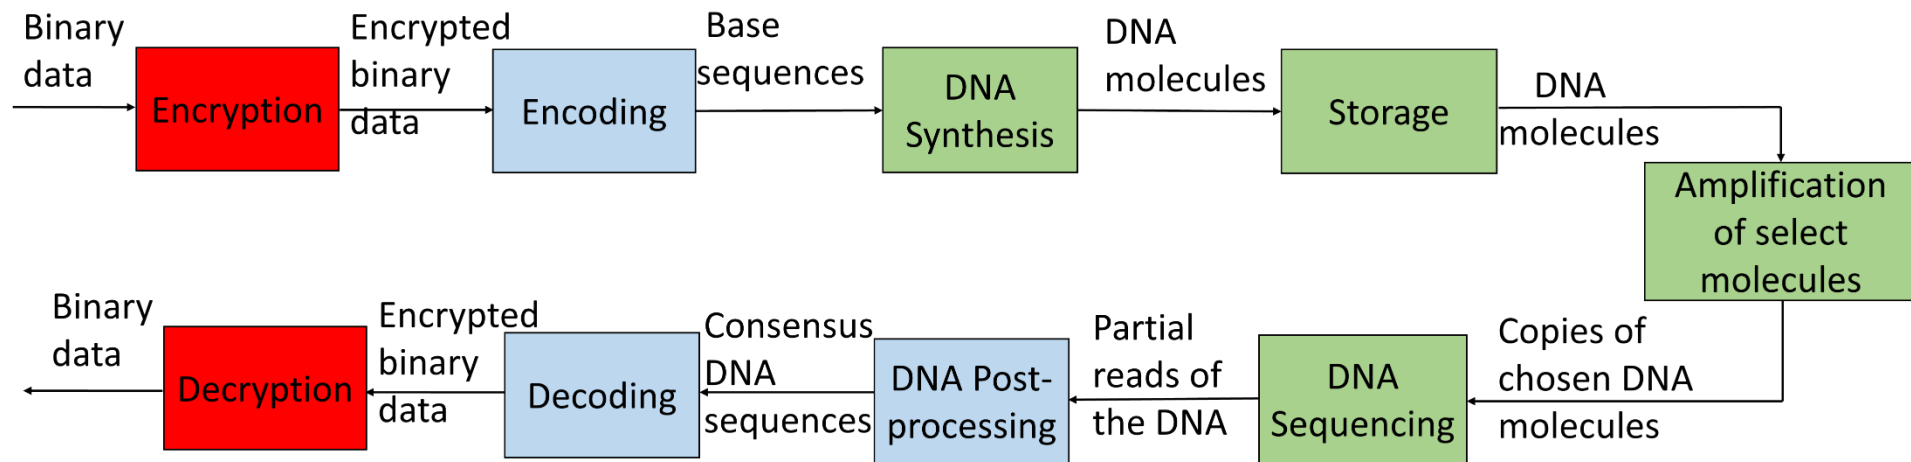 Binary
data
Encryption
Encrypted
binary
data
Encoding
Base
sequences
DNA
Synthesis
DNA
molecules
Storage
DNA
molecules
Amplification
of select
molecules
Copies of
chosen DNA
molecules
DNA
Sequencing
Partial
reads of
the DNA
DNA Post-
processing
Consensus
DNA
sequences
Decoding
Encrypted
binary
data
Decryption
Binary
data